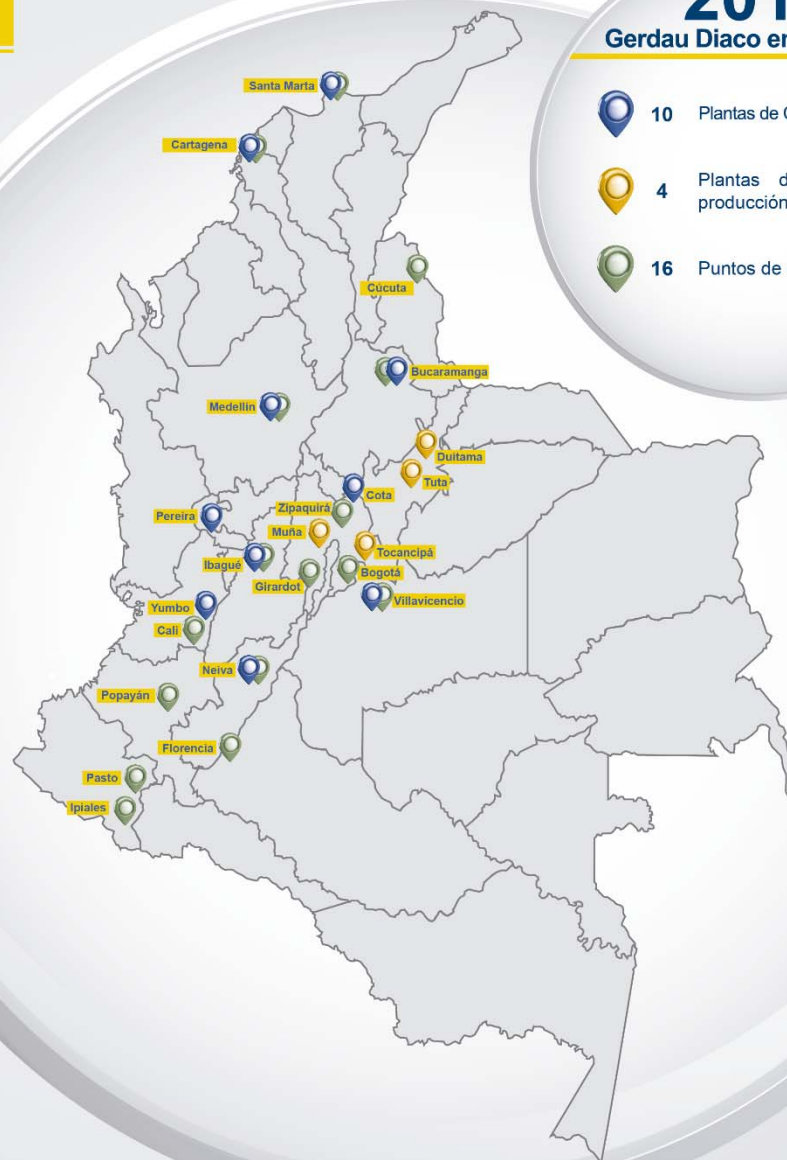 201
Gerdau Diaco en
10 Plantas de
4 Plantas d
producción
16 Puntos de
Santa Marta
Cartagena
Cúcuta
Bucaramanga
Medellín
Duitama
Tuta
Cota
Zipaquirá
Pereira
Muña
Tocancipá
Ibagué
Bogotá
Girardot
Villavicencio
Yumbo
Cali
Neiva
Popayán
Florencia
Pasto
Ipiales